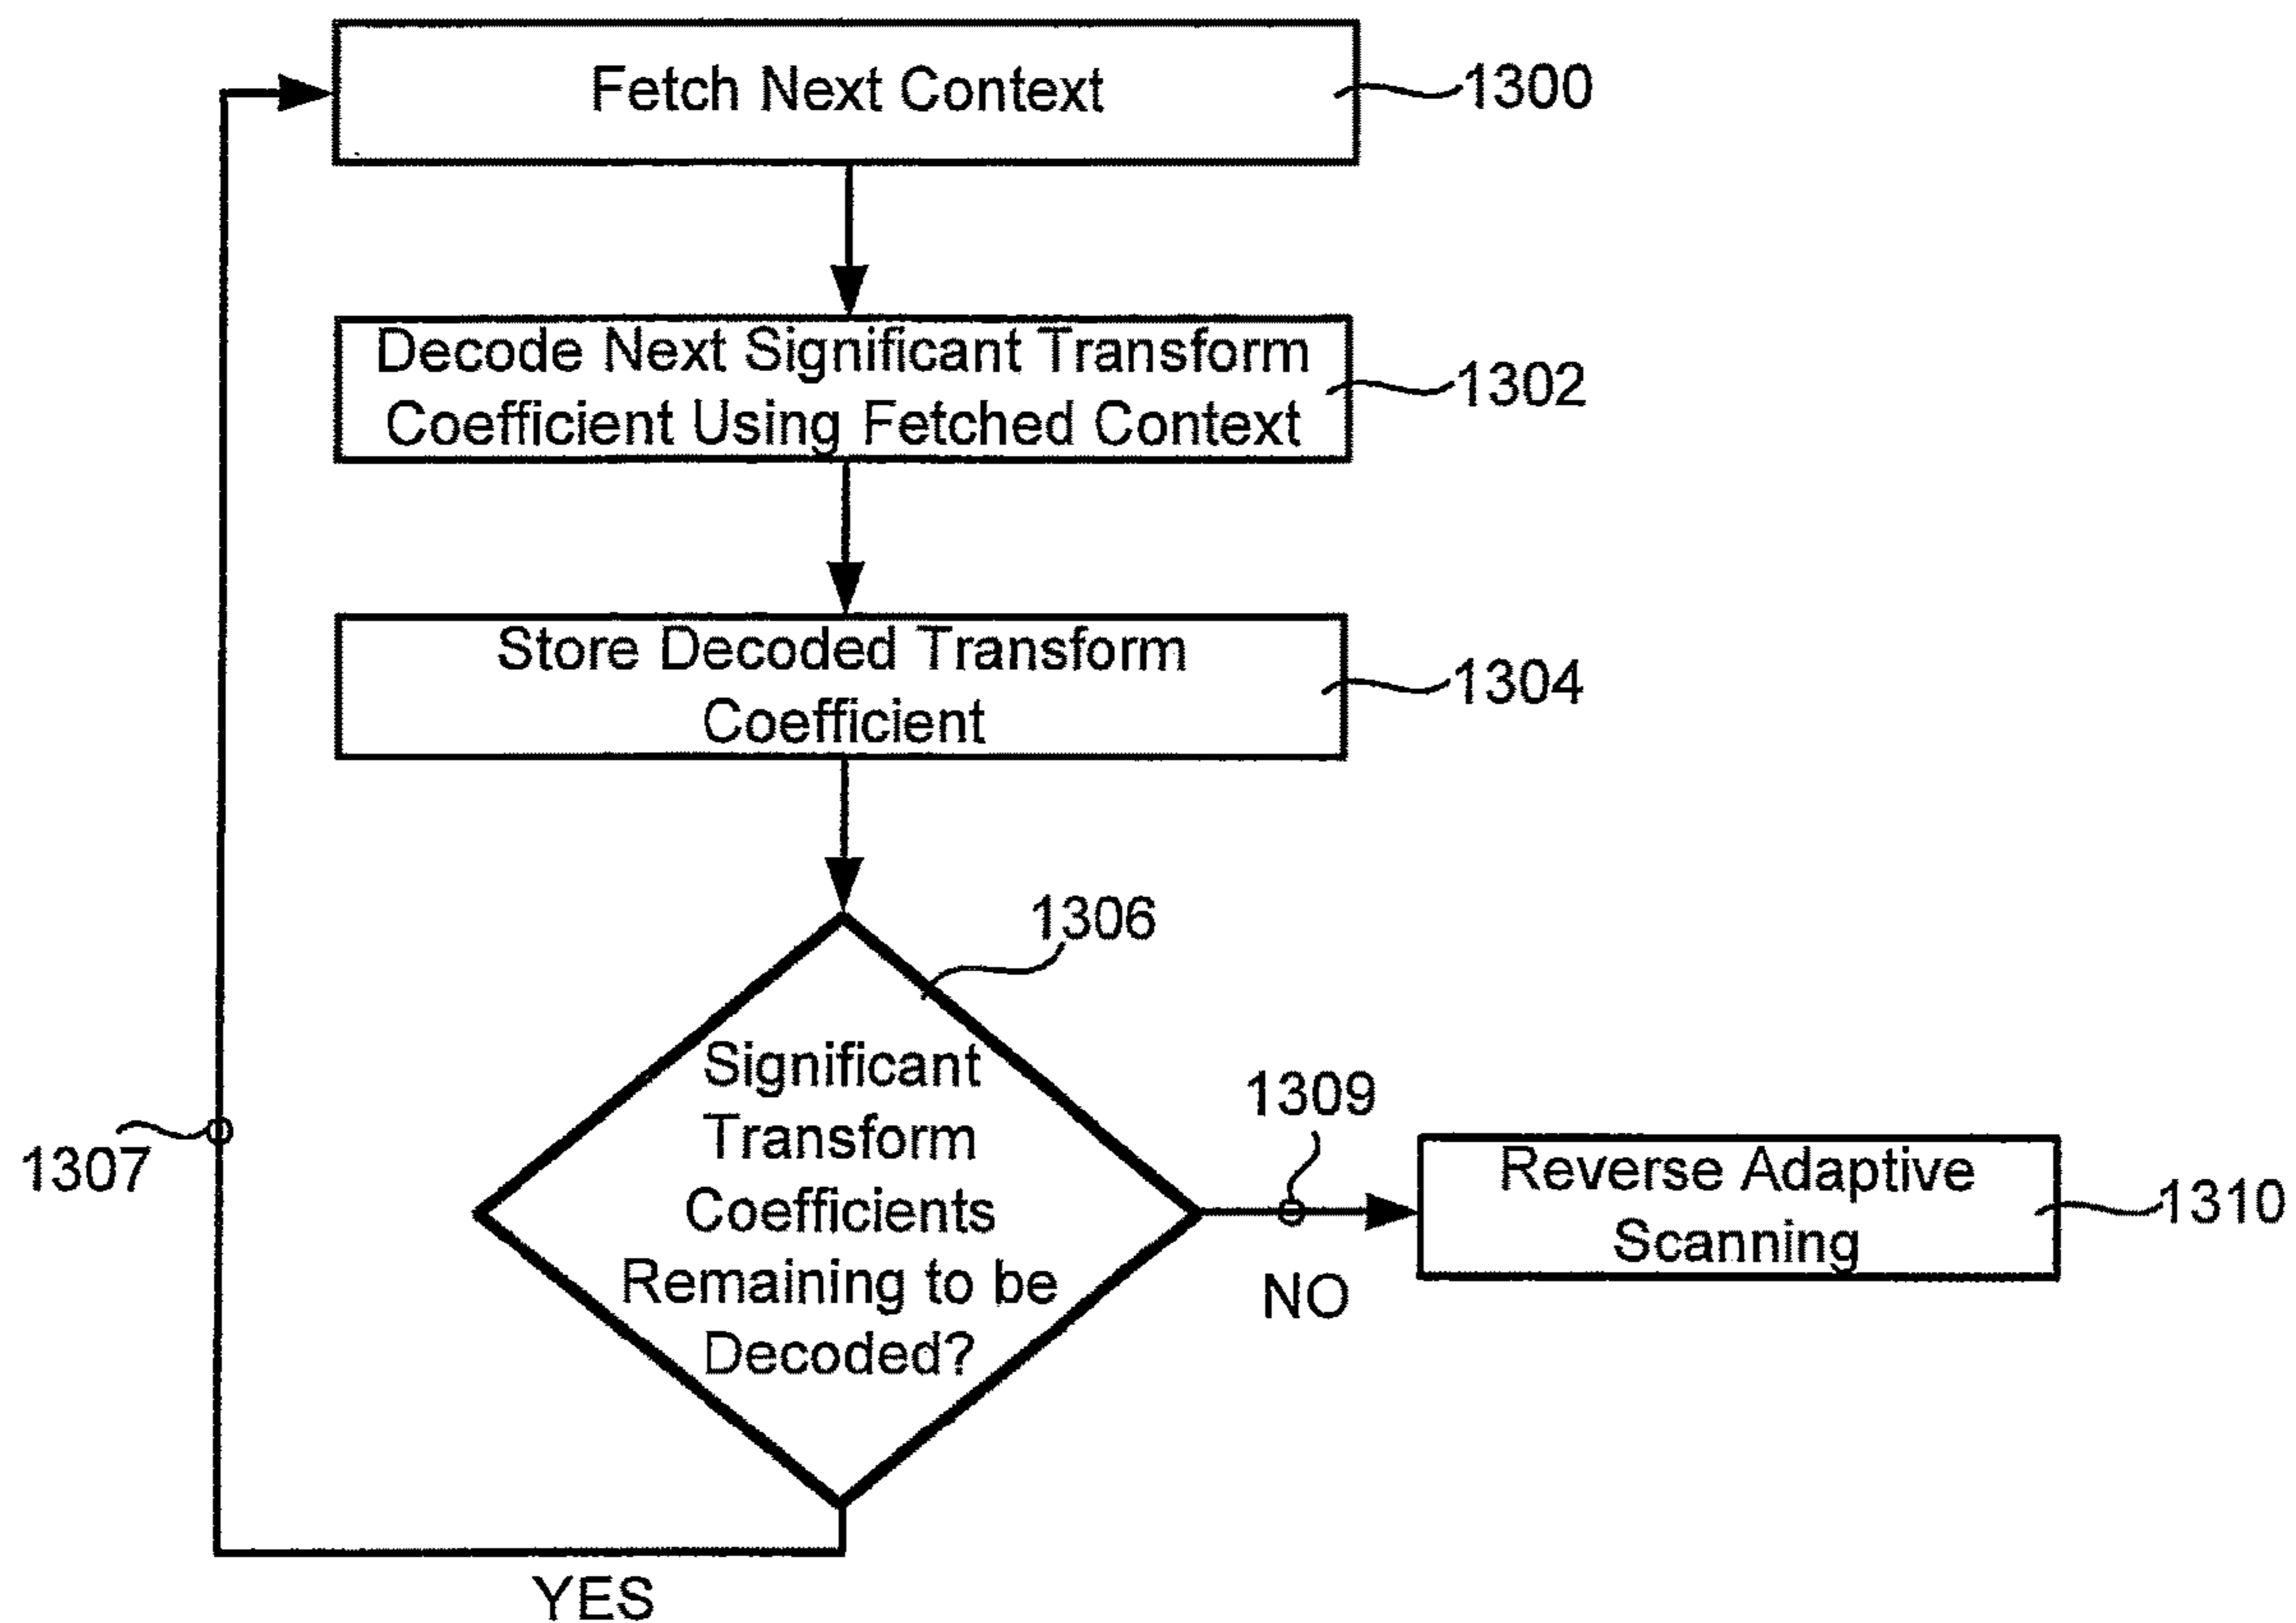 Fetch Next Context
1300
Decode Next Significant Transform
Coefficient Using Fetched Context
1302
Store Decoded Transform
Coefficient
1304
1306
Significant
Transform
Coefficients
Remaining to be
Decoded?
1307
YES
1309
NO
Reverse Adaptive
Scanning
1310